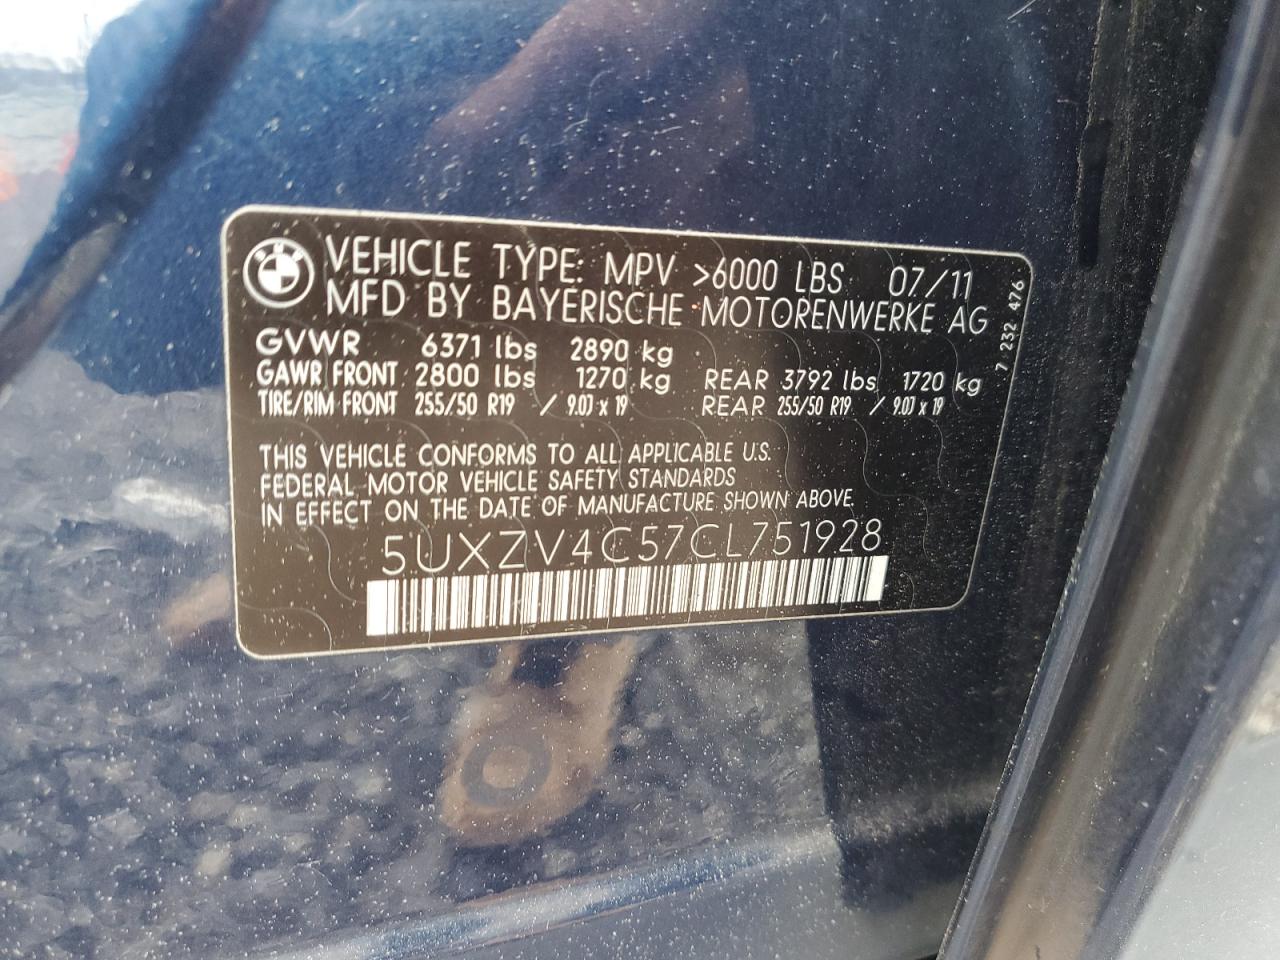 VEHICLE TYPE: MPV >6000 LBS 07/11
MFD BY BAYERISCHE MOTORENWERKE AG
GVWR 6371 lbs 2890 kg
GAWR FRONT 2800 lbs 1270 kg REAR 3792 lbs 1720 kg
TIRE/RIM FRONT 255/50 R19 / 9.0J x 19 REAR 255/50 R19 / 9.0J x 19
7 232 476
THIS VEHICLE CONFORMS TO ALL APPLICABLE U.S.
FEDERAL MOTOR VEHICLE SAFETY STANDARDS
IN EFFECT ON THE DATE OF MANUFACTURE SHOWN ABOVE.
5UXZV4C57CL751928